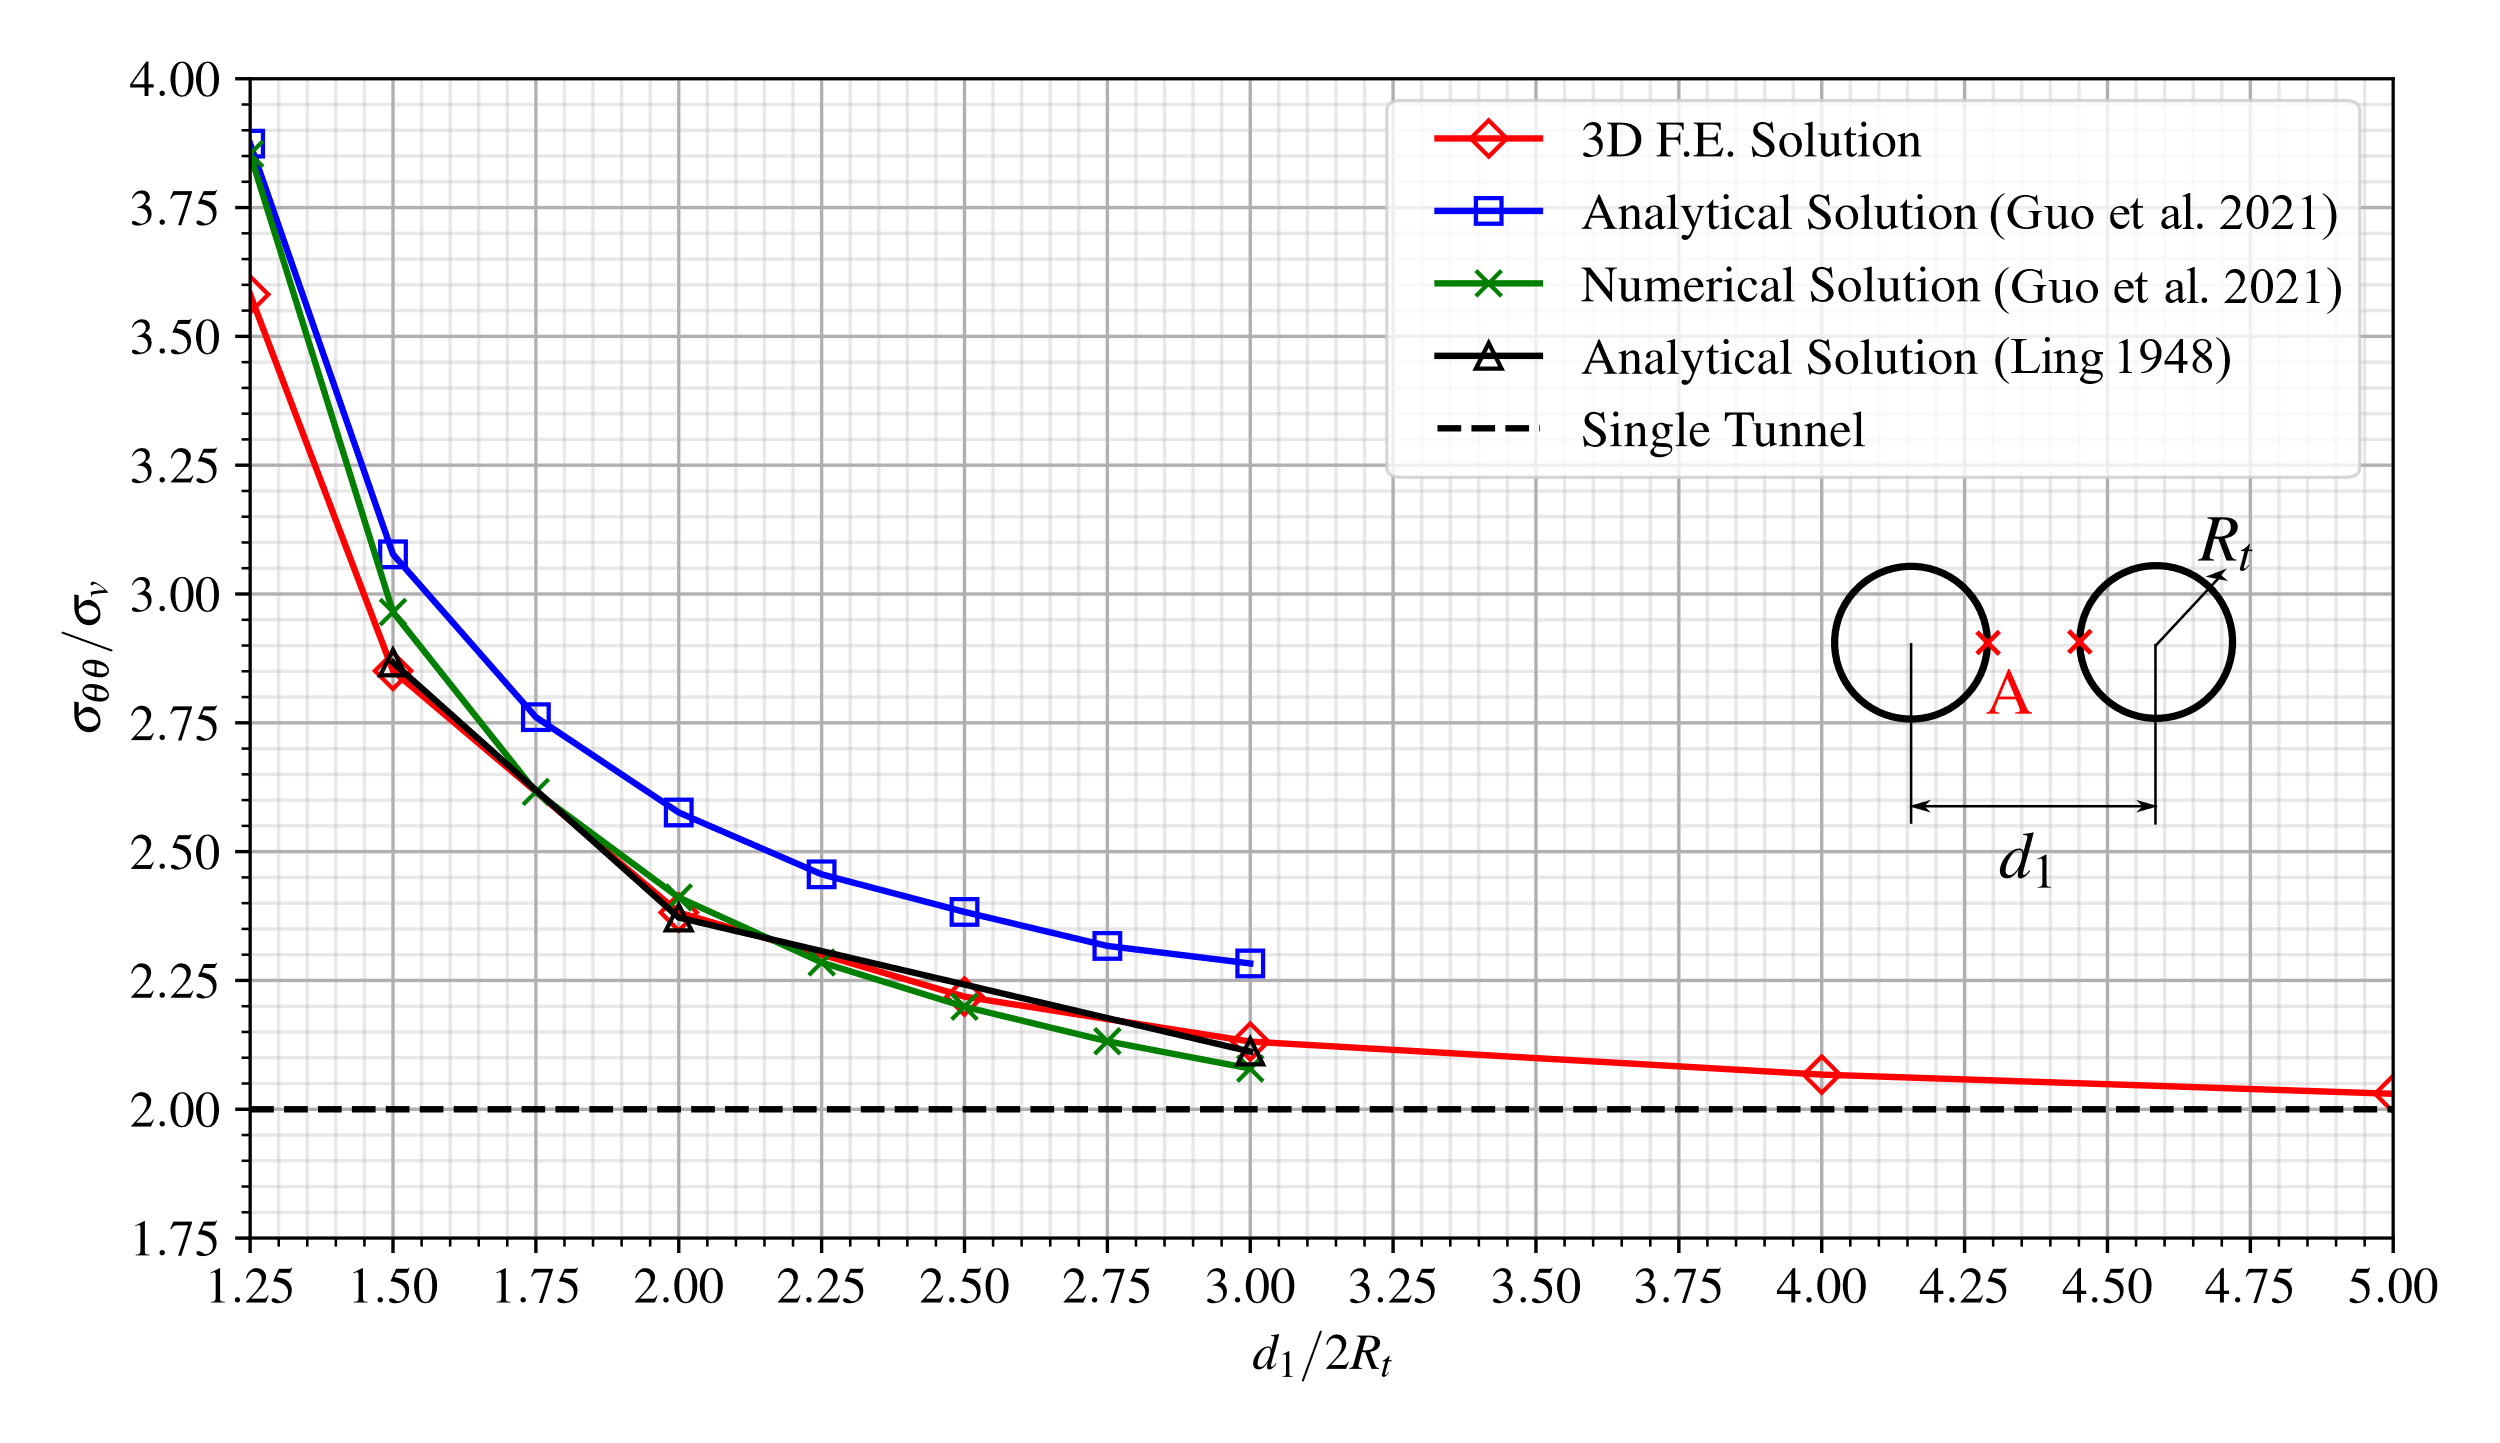 4.00
3.75
3.50
3.25
3.00
2.75
2.50
2.25
2.00
1.75
σθθ/σv
3D F.E. Solution
Analytical Solution (Guo et al. 2021)
Numerical Solution (Guo et al. 2021)
Analytical Solution (Ling 1948)
Single Tunnel
Rt
A
d1
1.25 1.50 1.75 2.00 2.25 2.50 2.75 3.00 3.25 3.50 3.75 4.00 4.25 4.50 4.75 5.00
d1/2Rt